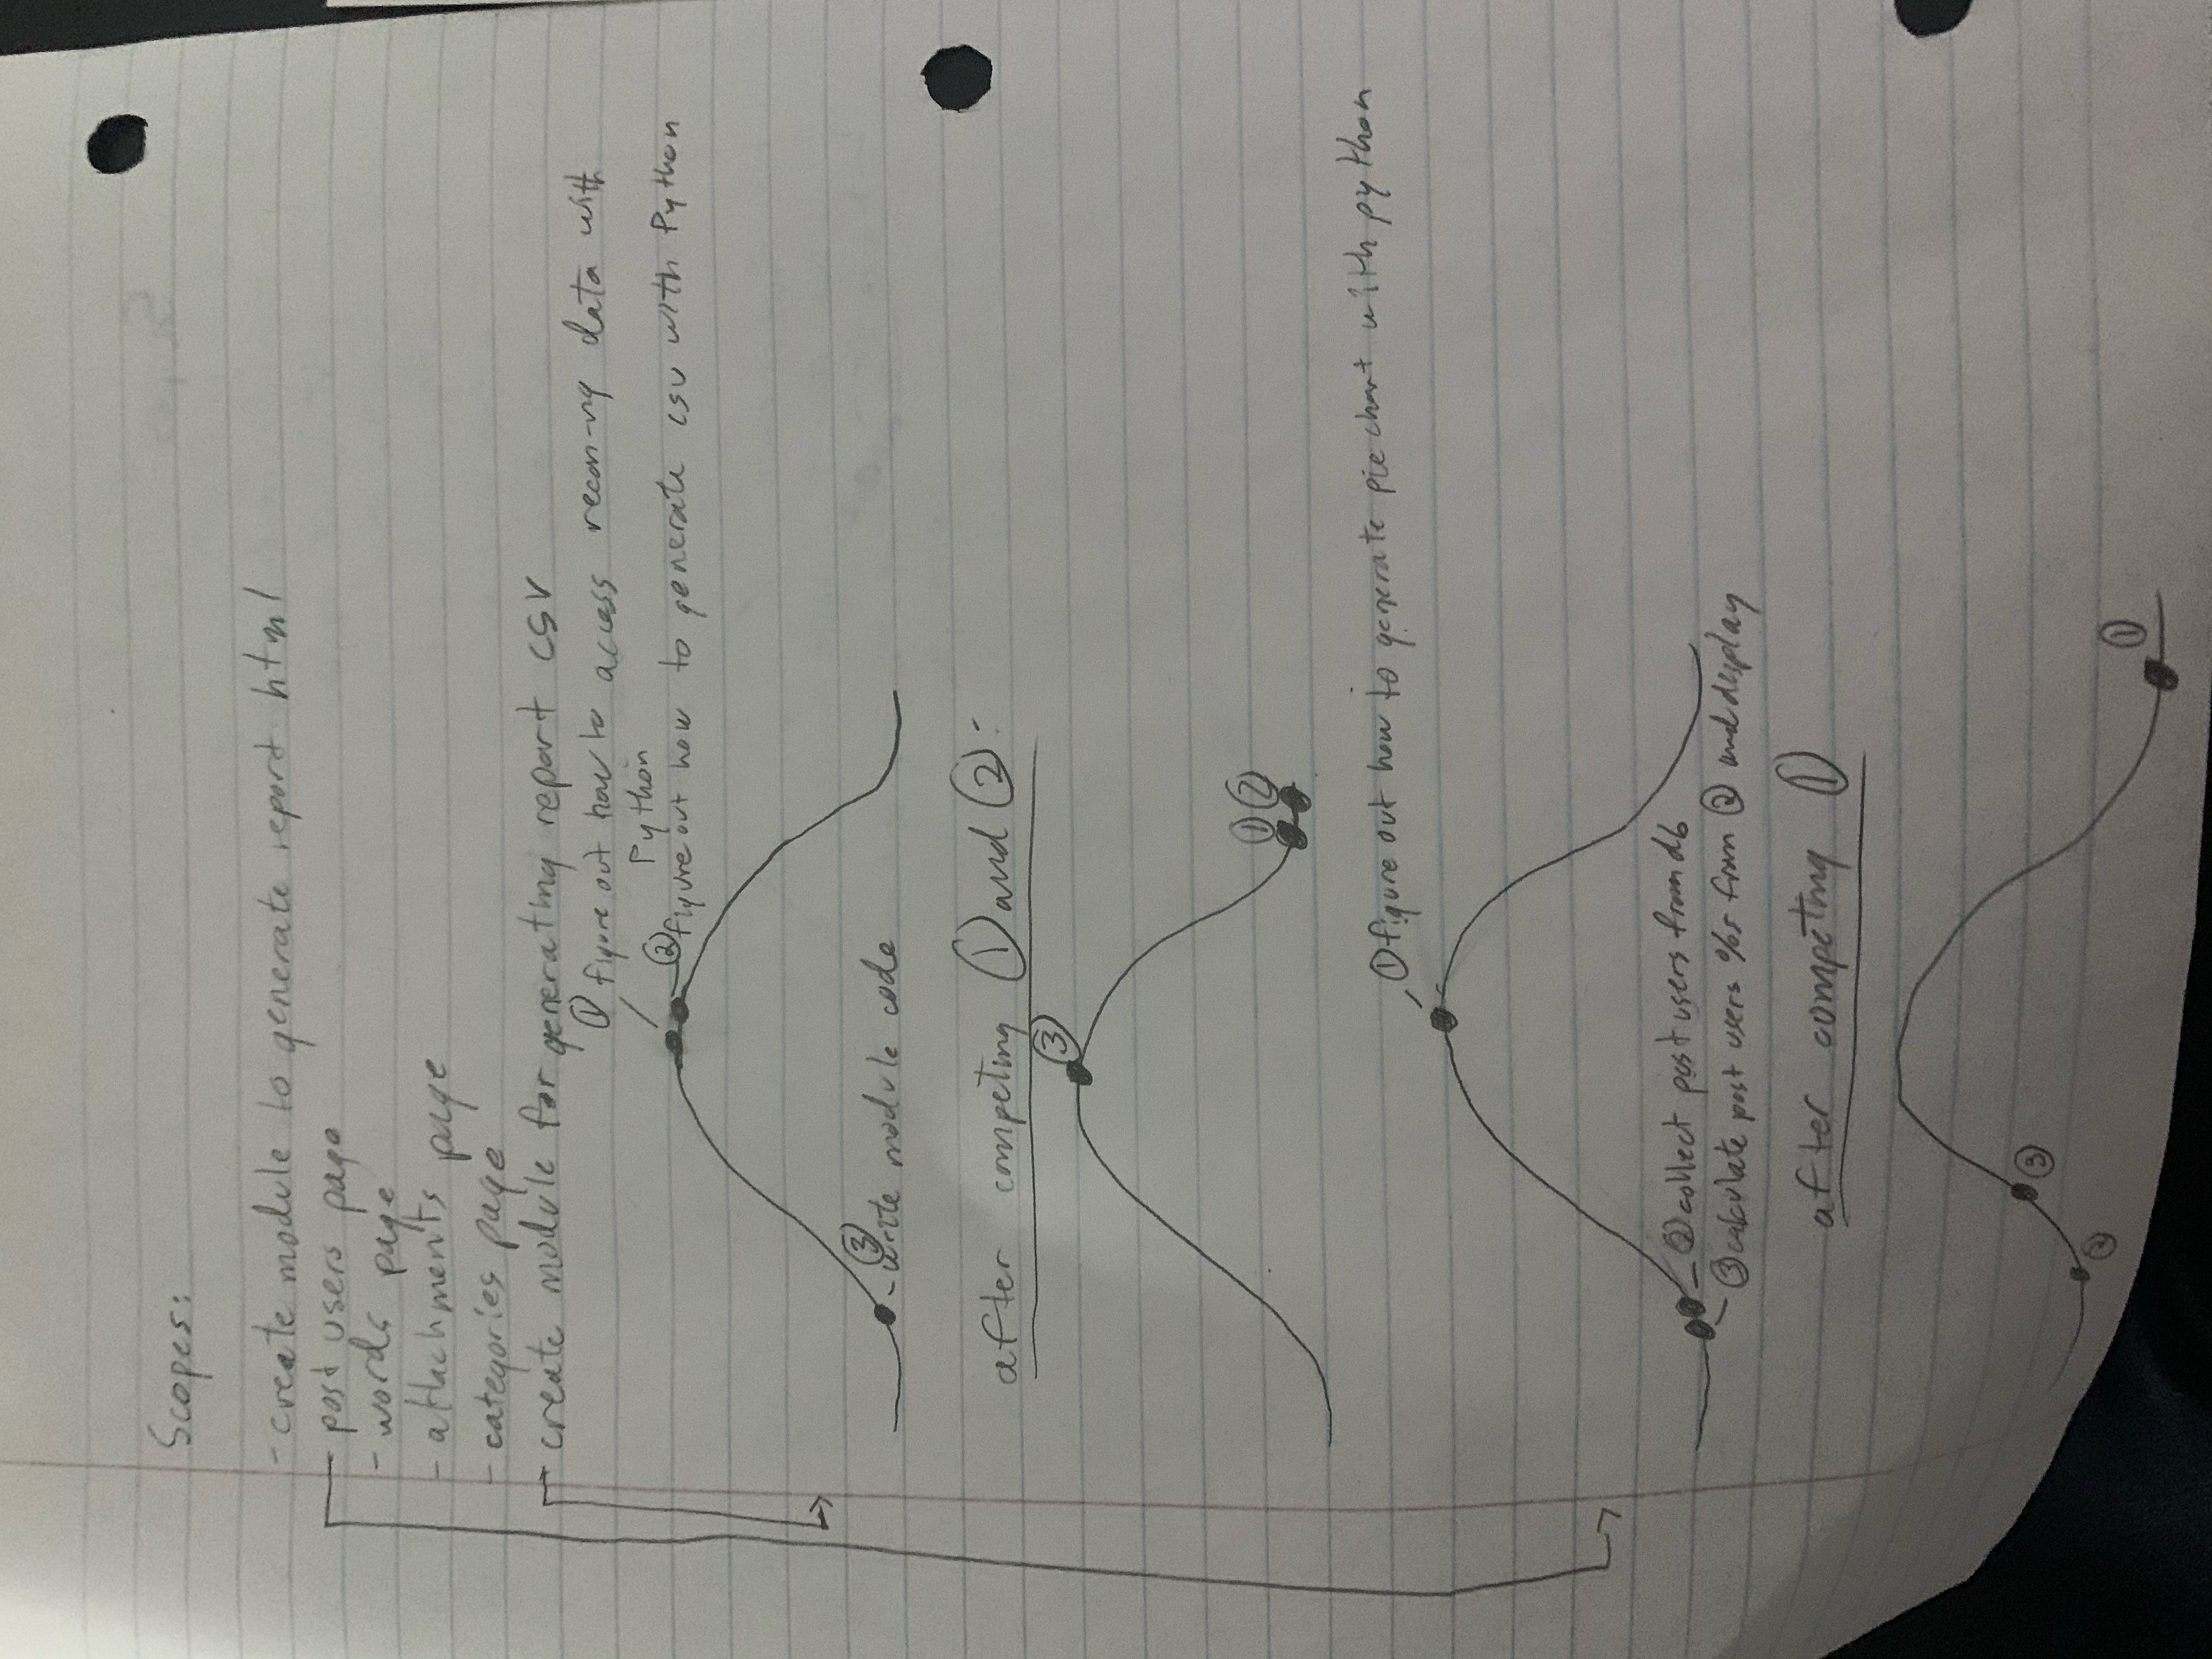 Scopes:
- create module to generate report html
- post users page
- words page
- attachments page
- categories page
- create module for generating report csv
① figure out how to access recon-ng data with
Python
② figure out how to generate csv with Python
③
- write module code
after competing ① and ②:
③
① ②
① figure out how to generate pie chart with python
② collect post users from db
③ calculate post users %s from ② and display
after competing ①
③
②
①